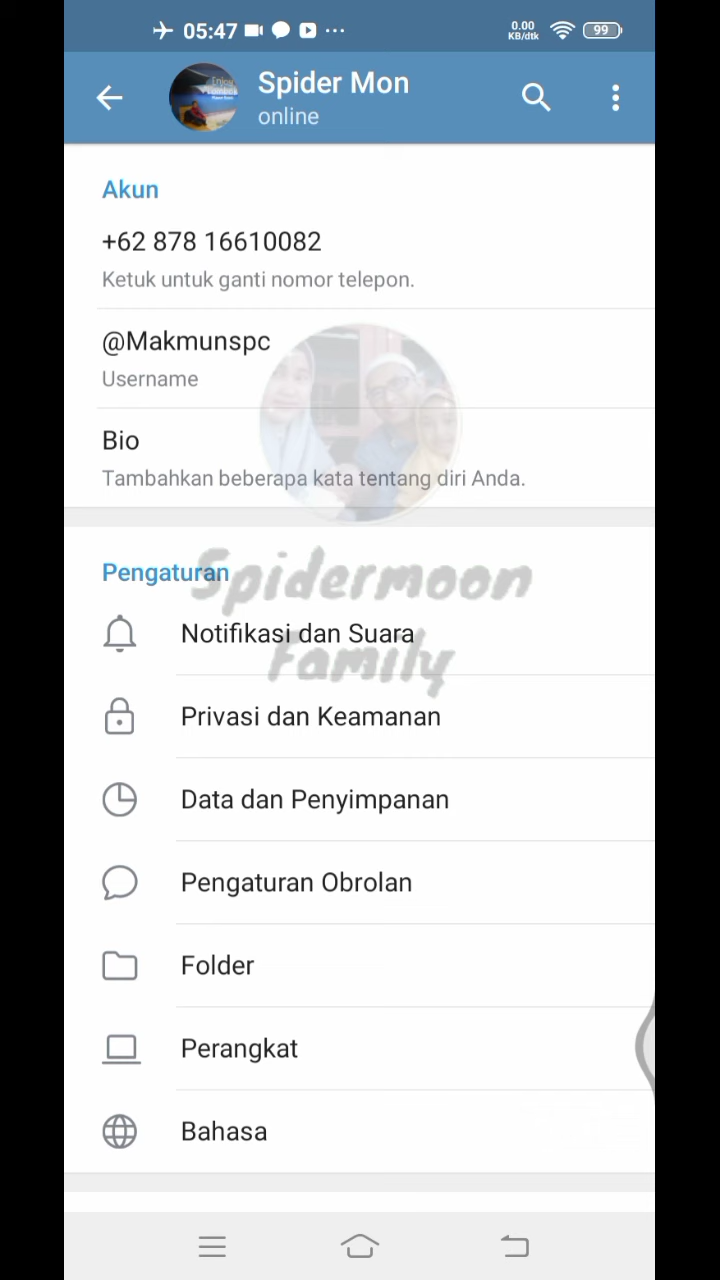 05:47
0.00
KB/dtk
99
Spider Mon
online
Akun
+62 878 16610082
Ketuk untuk ganti nomor telepon.
@Makmunspc
Username
Bio
Tambahkan beberapa kata tentang diri Anda.
Pengaturan
Spidermoon
Family
Notifikasi dan Suara
Privasi dan Keamanan
Data dan Penyimpanan
Pengaturan Obrolan
Folder
Perangkat
Bahasa